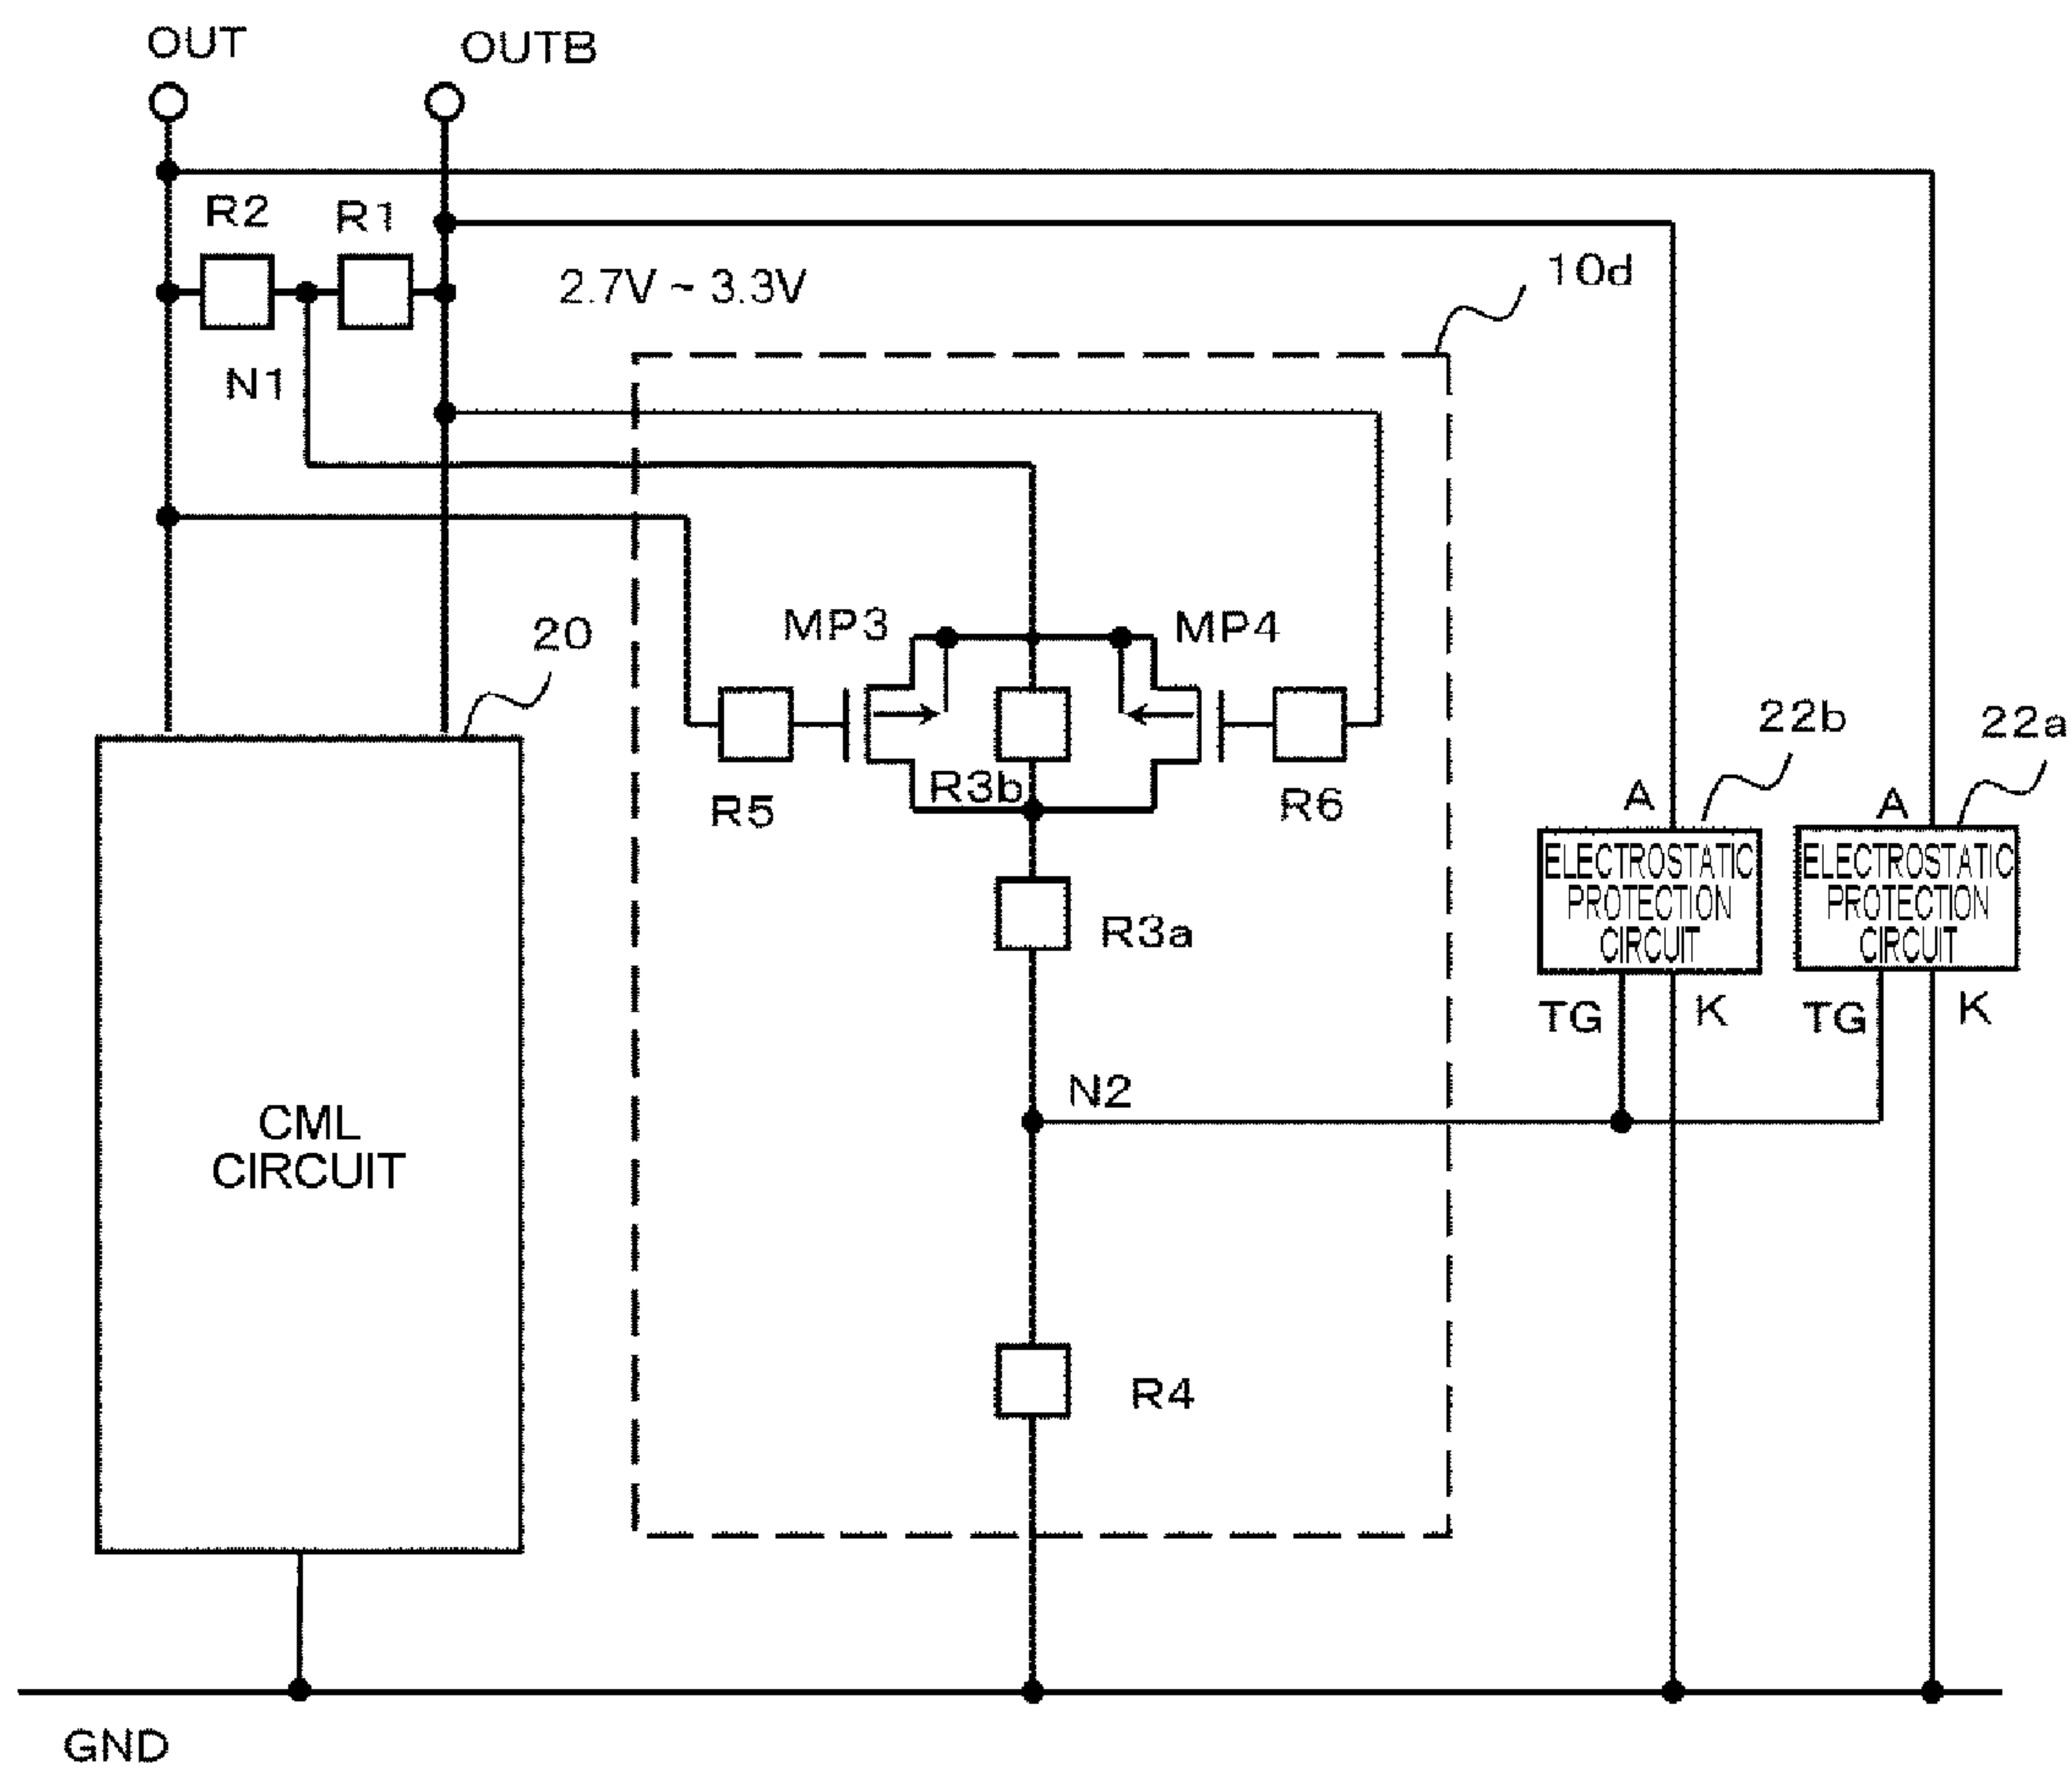 OUT
OUTB
R2
R1
2.7V ~ 3.3V
10d
N1
MP3
MP4
20
22b
22a
R5
R3b
R6
A
A
ELECTROSTATIC
PROTECTION
CIRCUIT
ELECTROSTATIC
PROTECTION
CIRCUIT
R3a
TG
K
TG
K
N2
CML
CIRCUIT
R4
GND